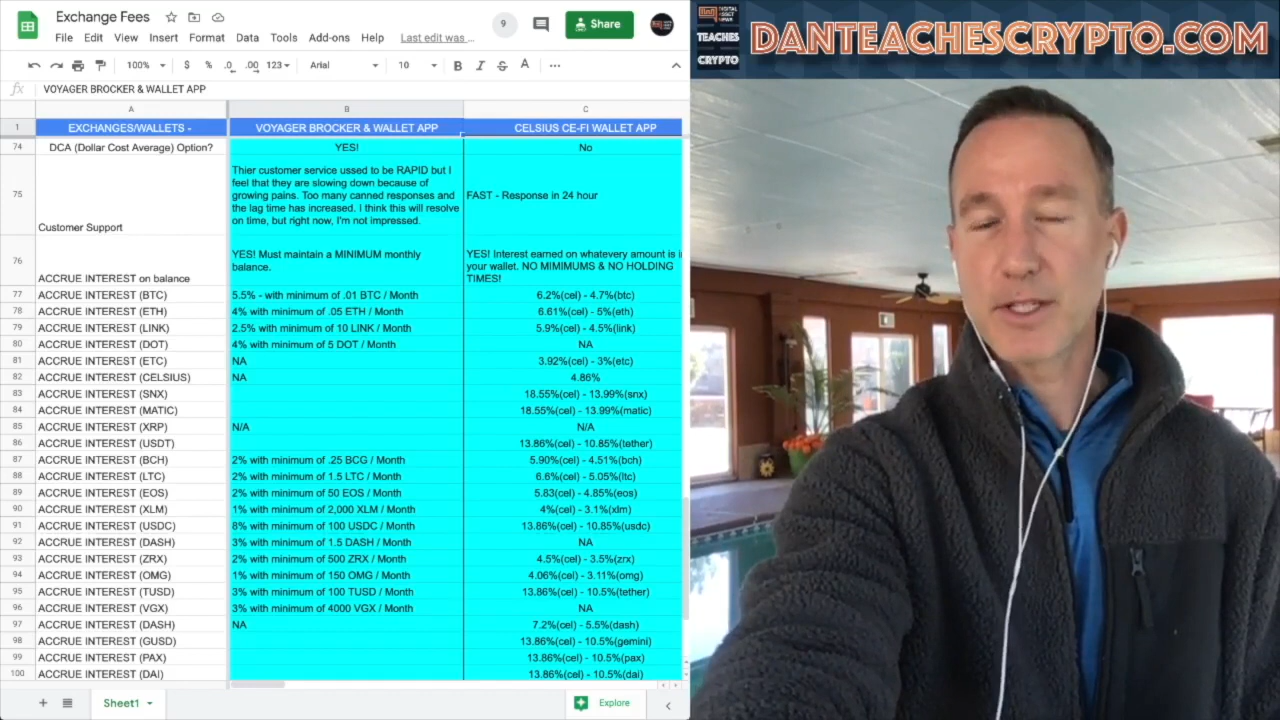 Exchange Fees
File Edit View Insert Format Data Tools Add-ons Help Last edit was ...
9
Share
100% $ % .0 .00 123 Arial 10 B I S A ...
fx VOYAGER BROCKER & WALLET APP
A B C
1 EXCHANGES/WALLETS - VOYAGER BROCKER & WALLET APP CELSIUS CE-FI WALLET APP
74 DCA (Dollar Cost Average) Option? YES! No
75 Customer Support
Thier customer service ussed to be RAPID but I
feel that they are slowing down because of
growing pains. Too many canned responses and
the lag time has increased. I think this will resolve
on time, but right now, I'm not impressed.
FAST - Response in 24 hour
76 ACCRUE INTEREST on balance
YES! Must maintain a MINIMUM monthly
balance.
YES! Interest earned on whatevery amount is i
your wallet. NO MIMIMUMS & NO HOLDING
TIMES!
77 ACCRUE INTEREST (BTC) 5.5% - with minimum of .01 BTC / Month 6.2%(cel) - 4.7%(btc)
78 ACCRUE INTEREST (ETH) 4% with minimum of .05 ETH / Month 6.61%(cel) - 5%(eth)
79 ACCRUE INTEREST (LINK) 2.5% with minimum of 10 LINK / Month 5.9%(cel) - 4.5%(link)
80 ACCRUE INTEREST (DOT) 4% with minimum of 5 DOT / Month NA
81 ACCRUE INTEREST (ETC) NA 3.92%(cel) - 3%(etc)
82 ACCRUE INTEREST (CELSIUS) NA 4.86%
83 ACCRUE INTEREST (SNX) 18.55%(cel) - 13.99%(snx)
84 ACCRUE INTEREST (MATIC) 18.55%(cel) - 13.99%(matic)
85 ACCRUE INTEREST (XRP) N/A N/A
86 ACCRUE INTEREST (USDT) 13.86%(cel) - 10.85%(tether)
87 ACCRUE INTEREST (BCH) 2% with minimum of .25 BCG / Month 5.90%(cel) - 4.51%(bch)
88 ACCRUE INTEREST (LTC) 2% with minimum of 1.5 LTC / Month 6.6%(cel) - 5.05%(ltc)
89 ACCRUE INTEREST (EOS) 2% with minimum of 50 EOS / Month 5.83(cel) - 4.85%(eos)
90 ACCRUE INTEREST (XLM) 1% with minimum of 2,000 XLM / Month 4%(cel) - 3.1%(xlm)
91 ACCRUE INTEREST (USDC) 8% with minimum of 100 USDC / Month 13.86%(cel) - 10.85%(usdc)
92 ACCRUE INTEREST (DASH) 3% with minimum of 1.5 DASH / Month NA
93 ACCRUE INTEREST (ZRX) 2% with minimum of 500 ZRX / Month 4.5%(cel) - 3.5%(zrx)
94 ACCRUE INTEREST (OMG) 1% with minimum of 150 OMG / Month 4.06%(cel) - 3.11%(omg)
95 ACCRUE INTEREST (TUSD) 3% with minimum of 100 TUSD / Month 13.86%(cel) - 10.5%(tether)
96 ACCRUE INTEREST (VGX) 3% with minimum of 4000 VGX / Month NA
97 ACCRUE INTEREST (DASH) NA 7.2%(cel) - 5.5%(dash)
98 ACCRUE INTEREST (GUSD) 13.86%(cel) - 10.5%(gemini)
99 ACCRUE INTEREST (PAX) 13.86%(cel) - 10.5%(pax)
100 ACCRUE INTEREST (DAI) 13.86%(cel) - 10.5%(dai)
Sheet1
Explore
DIGITAL
ASSET
NEWS
TEACHES
CRYPTO
DANTEACHESCRYPTO.COM